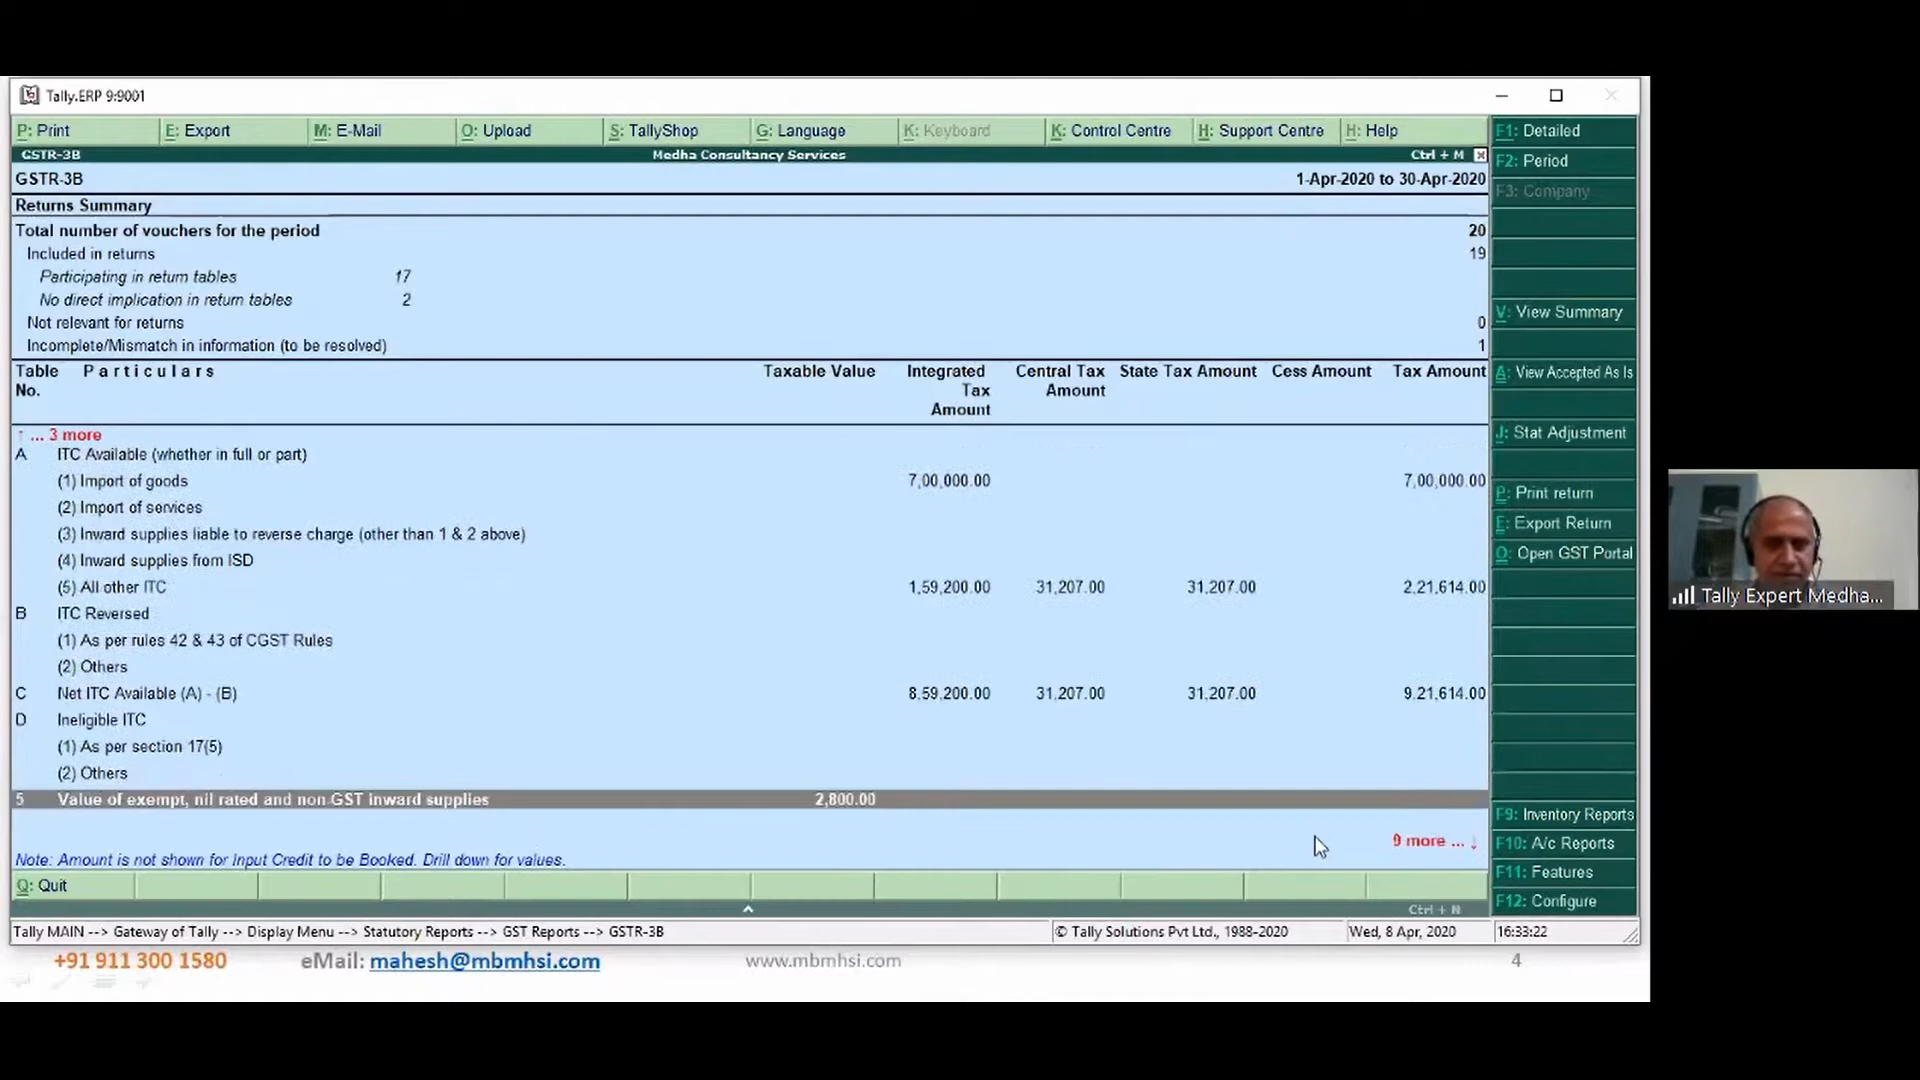 Tally.ERP 9:9001
P: Print E: Export M: E-Mail O: Upload S: TallyShop G: Language K: Keyboard K: Control Centre H: Support Centre H: Help F1: Detailed
GSTR-3B Medha Consultancy Services Ctrl + M
F2: Period
GSTR-3B 1-Apr-2020 to 30-Apr-2020
F3: Company
Returns Summary
Total number of vouchers for the period 20
Included in returns 19
Participating in return tables 17
No direct implication in return tables 2
V: View Summary
Not relevant for returns 0
Incomplete/Mismatch in information (to be resolved) 1
Table No. Particulars Taxable Value Integrated Tax Amount Central Tax Amount State Tax Amount Cess Amount Tax Amount
A: View Accepted As Is
↑ ... 3 more
J: Stat Adjustment
A ITC Available (whether in full or part)
(1) Import of goods 7,00,000.00 7,00,000.00
P: Print return
(2) Import of services
E: Export Return
(3) Inward supplies liable to reverse charge (other than 1 & 2 above)
O: Open GST Portal
(4) Inward supplies from ISD
(5) All other ITC 1,59,200.00 31,207.00 31,207.00 2,21,614.00
B ITC Reversed
(1) As per rules 42 & 43 of CGST Rules
(2) Others
C Net ITC Available (A) - (B) 8,59,200.00 31,207.00 31,207.00 9,21,614.00
D Ineligible ITC
(1) As per section 17(5)
(2) Others
5 Value of exempt, nil rated and non-GST inward supplies 2,800.00
F9: Inventory Reports
9 more ... ↓
F10: A/c Reports
Note: Amount is not shown for Input Credit to be Booked. Drill down for values.
F11: Features
Q: Quit
F12: Configure
Ctrl + N
Tally MAIN --> Gateway of Tally --> Display Menu --> Statutory Reports --> GST Reports --> GSTR-3B © Tally Solutions Pvt Ltd., 1988-2020 Wed, 8 Apr, 2020 16:33:22
+91 911 300 1580 eMail: mahesh@mbmhsi.com www.mbmhsi.com 4
Tally Expert Medha...